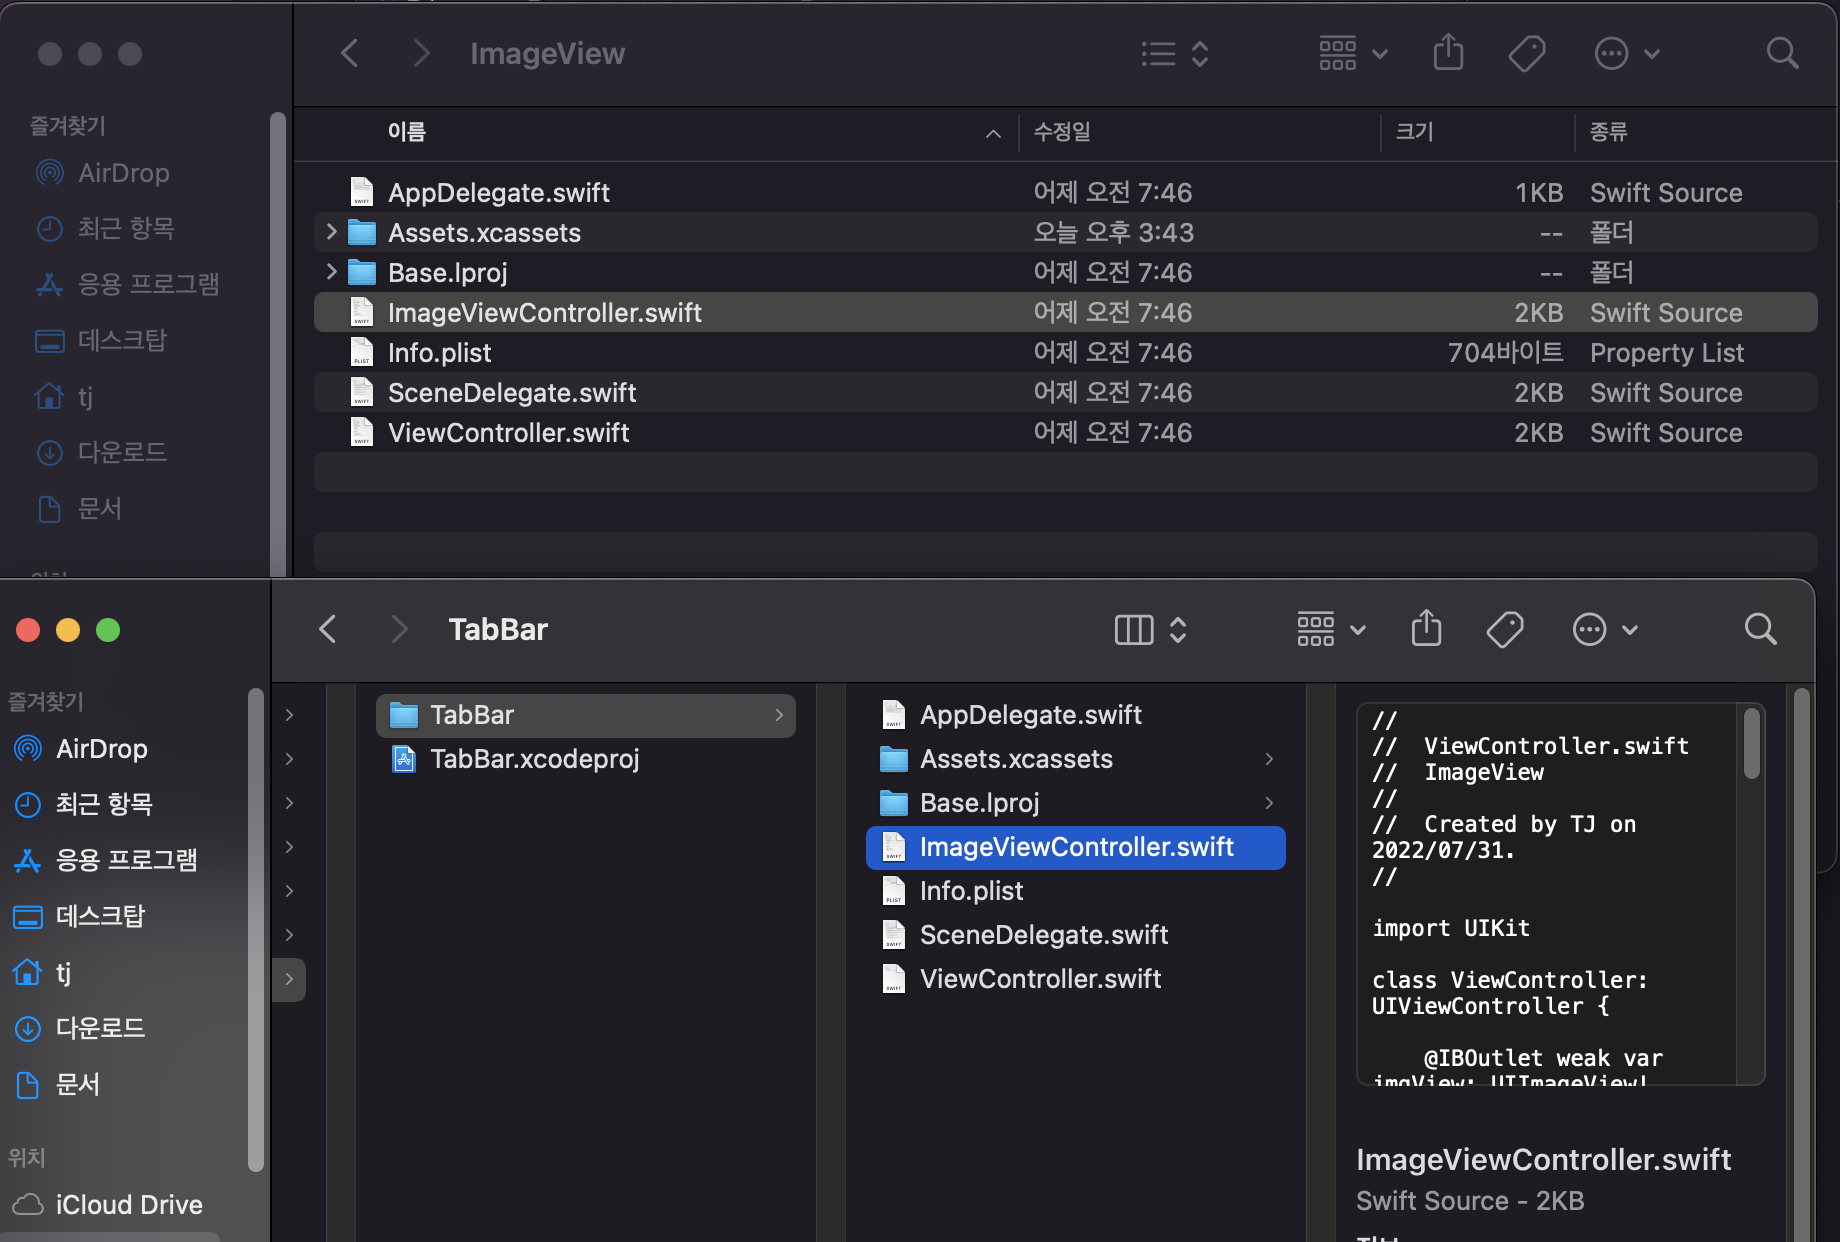 ImageView
즐겨찾기
AirDrop
최근 항목
응용 프로그램
데스크탑
tj
다운로드
문서
이름 수정일 크기 종류
AppDelegate.swift 어제 오전 7:46 1KB Swift Source
Assets.xcassets 오늘 오후 3:43 -- 폴더
Base.lproj 어제 오전 7:46 -- 폴더
ImageViewController.swift 어제 오전 7:46 2KB Swift Source
Info.plist 어제 오전 7:46 704바이트 Property List
SceneDelegate.swift 어제 오전 7:46 2KB Swift Source
ViewController.swift 어제 오전 7:46 2KB Swift Source
TabBar
즐겨찾기
AirDrop
최근 항목
응용 프로그램
데스크탑
tj
다운로드
문서
위치
iCloud Drive
TabBar
TabBar.xcodeproj
AppDelegate.swift
Assets.xcassets
Base.lproj
ImageViewController.swift
Info.plist
SceneDelegate.swift
ViewController.swift
//
// ViewController.swift
// ImageView
//
// Created by TJ on
2022/07/31.
//
import UIKit
class ViewController:
UIViewController {
@IBOutlet weak var
imgView: UIImageView!
ImageViewController.swift
Swift Source - 2KB